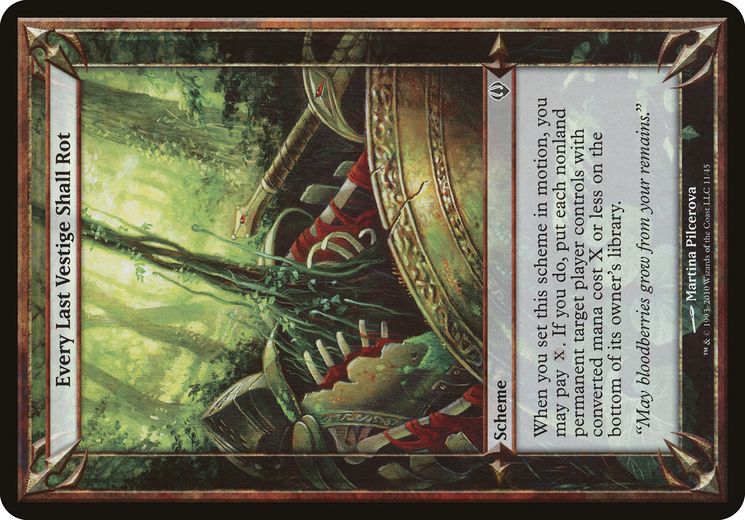 Every Last Vestige Shall Rot
Scheme
When you set this scheme in motion, you
may pay X. If you do, put each nonland
permanent target player controls with
converted mana cost X or less on the
bottom of its owner's library.
"May bloodberries grow from your remains."
Martina Pilcerova
™ & © 1993–2010 Wizards of the Coast LLC 11/45